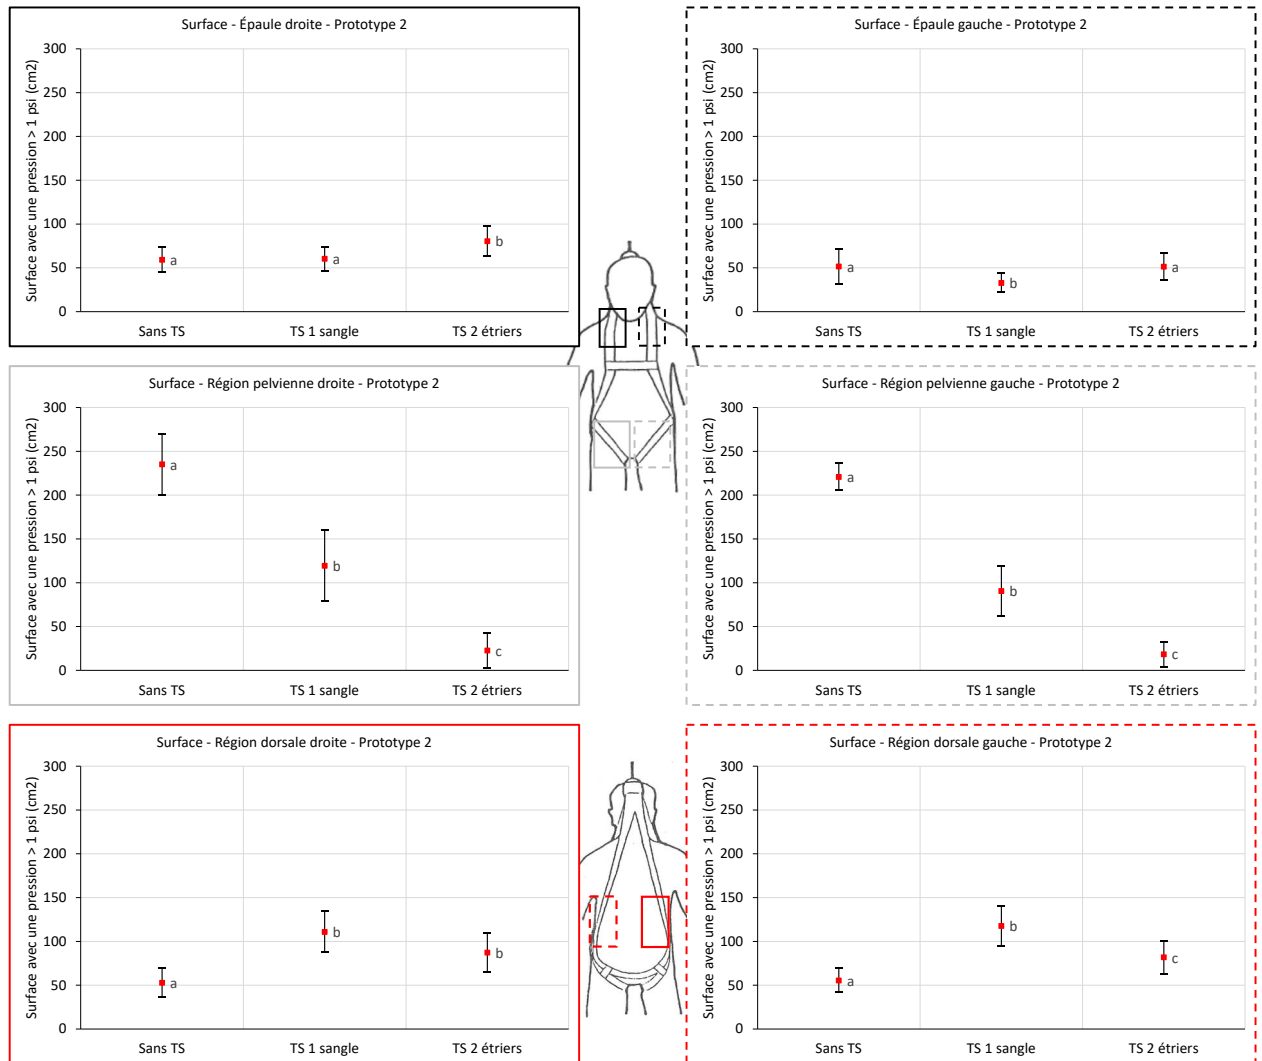 Surface - Épaule droite - Prototype 2
Surface avec une pression > 1 psi (cm2)
300
250
200
150
100
50
0
a
a
b
Sans TS
TS 1 sangle
TS 2 étriers
Surface - Épaule gauche - Prototype 2
Surface avec une pression > 1 psi (cm2)
300
250
200
150
100
50
0
a
b
a
Sans TS
TS 1 sangle
TS 2 étriers
Surface - Région pelvienne droite - Prototype 2
Surface avec une pression > 1 psi (cm2)
300
250
200
150
100
50
0
a
b
c
Sans TS
TS 1 sangle
TS 2 étriers
Surface - Région pelvienne gauche - Prototype 2
Surface avec une pression > 1 psi (cm2)
300
250
200
150
100
50
0
a
b
c
Sans TS
TS 1 sangle
TS 2 étriers
Surface - Région dorsale droite - Prototype 2
Surface avec une pression > 1 psi (cm2)
300
250
200
150
100
50
0
a
b
b
Sans TS
TS 1 sangle
TS 2 étriers
Surface - Région dorsale gauche - Prototype 2
Surface avec une pression > 1 psi (cm2)
300
250
200
150
100
50
0
a
b
c
Sans TS
TS 1 sangle
TS 2 étriers